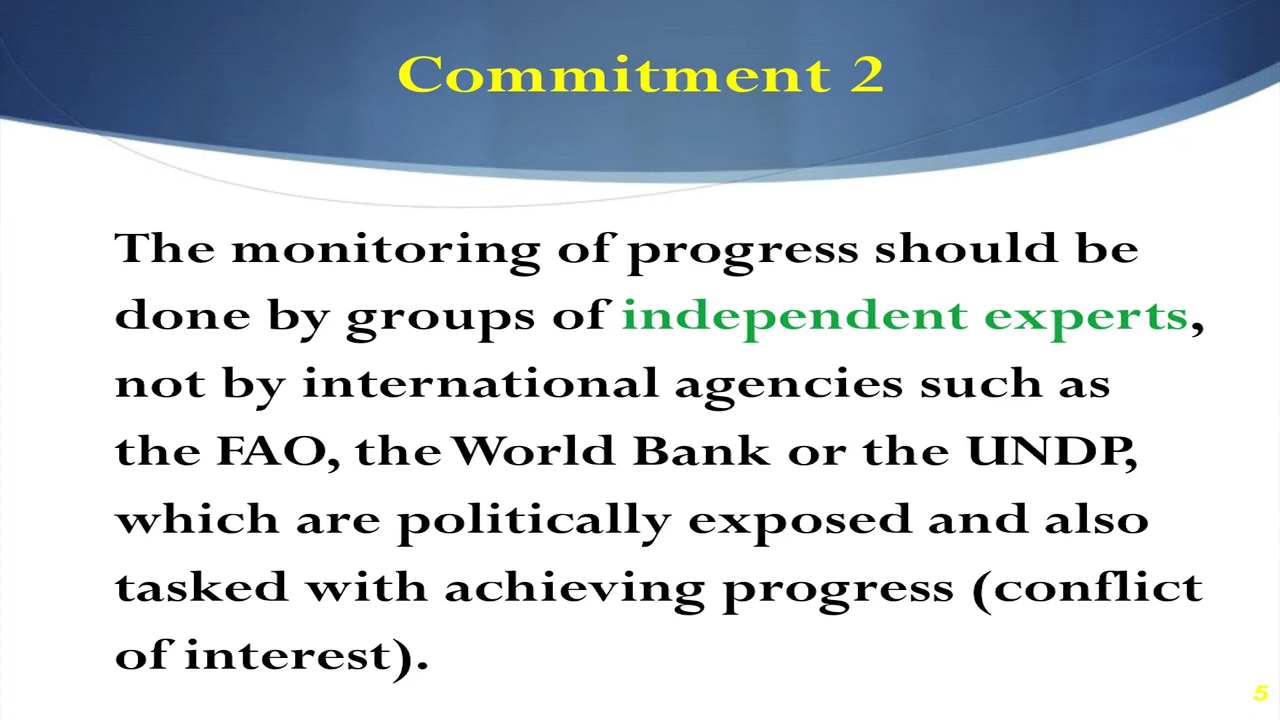 Commitment 2
The monitoring of progress should be
done by groups of independent experts,
not by international agencies such as
the FAO, the World Bank or the UNDP,
which are politically exposed and also
tasked with achieving progress (conflict
of interest).
5